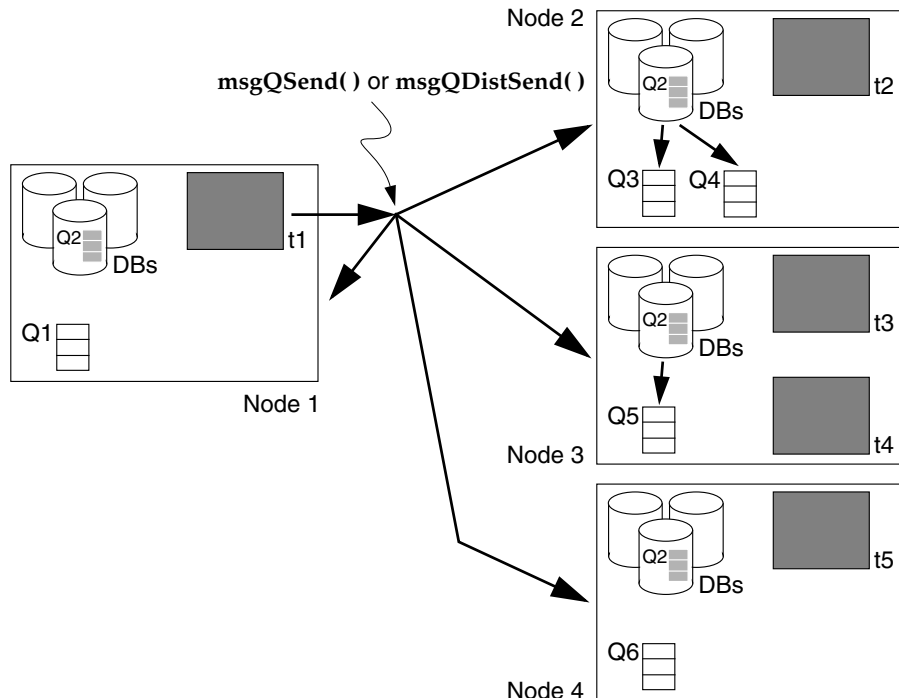 Node 2
msgQSend( ) or msgQDistSend( )
Q2
DBs
t2
Q3
Q4
Q2
DBs
t1
Q1
Node 1
Q2
DBs
t3
Q5
t4
Node 3
Q2
DBs
t5
Q6
Node 4